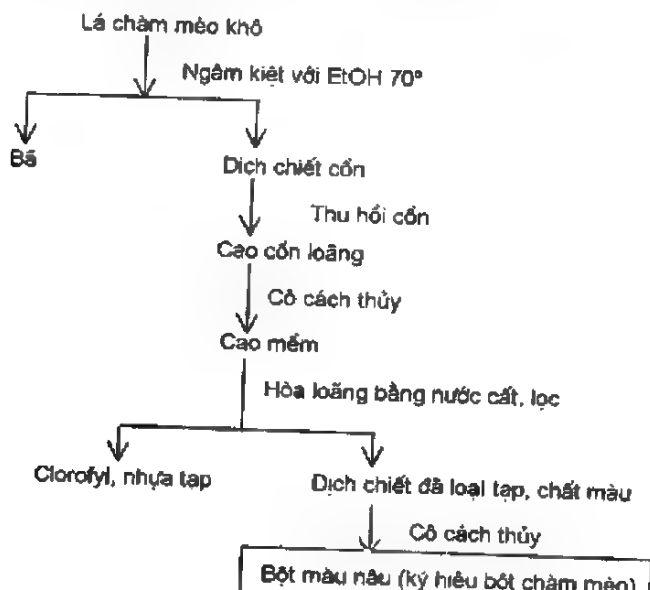 Lá chàm mèo khô
Ngâm kiệt với EtOH 70°
Bã
Dịch chiết cồn
Thu hồi cồn
Cao cồn loãng
Cô cách thủy
Cao mềm
Hòa loãng bằng nước cất, lọc
Clorofyl, nhựa tạp
Dịch chiết đã loại tạp, chất màu
Cô cách thủy
Bột màu nâu (ký hiệu bột chàm mèo)